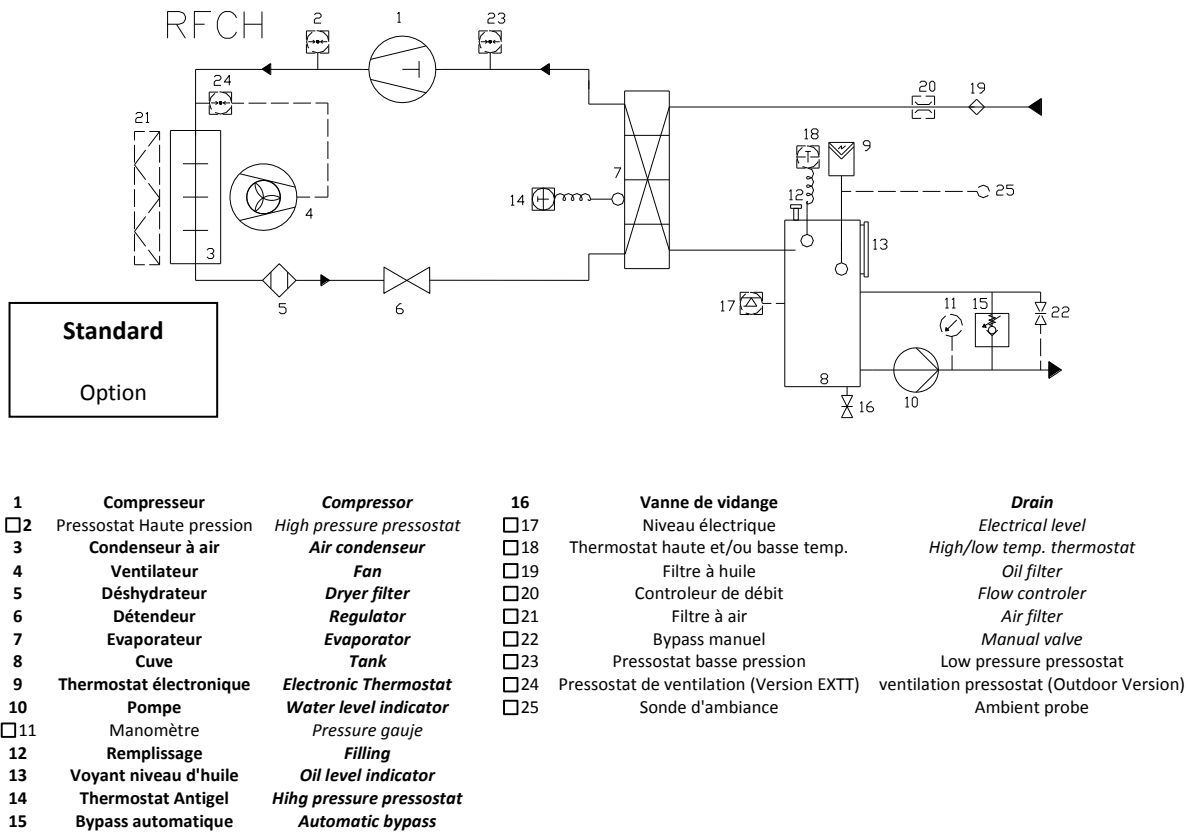 RFCH
2
1
23
24
20
19
21
18
9
7
12
14
25
4
3
13
17
11
15
22
5
6
8
10
16
Standard
Option
1 Compresseur Compressor 16 Vanne de vidange Drain
2 Pressostat Haute pression High pressure pressostat 17 Niveau électrique Electrical level
3 Condenseur à air Air condenseur 18 Thermostat haute et/ou basse temp. High/low temp. thermostat
4 Ventilateur Fan 19 Filtre à huile Oil filter
5 Déshydrateur Dryer filter 20 Controleur de débit Flow controler
6 Détendeur Regulator 21 Filtre à air Air filter
7 Evaporateur Evaporator 22 Bypass manuel Manual valve
8 Cuve Tank 23 Pressostat basse pression Low pressure pressostat
9 Thermostat électronique Electronic Thermostat 24 Pressostat de ventilation (Version EXTT) ventilation pressostat (Outdoor Version)
10 Pompe Water level indicator 25 Sonde d'ambiance Ambient probe
11 Manomètre Pressure gauje
12 Remplissage Filling
13 Voyant niveau d'huile Oil level indicator
14 Thermostat Antigel Hihg pressure pressostat
15 Bypass automatique Automatic bypass